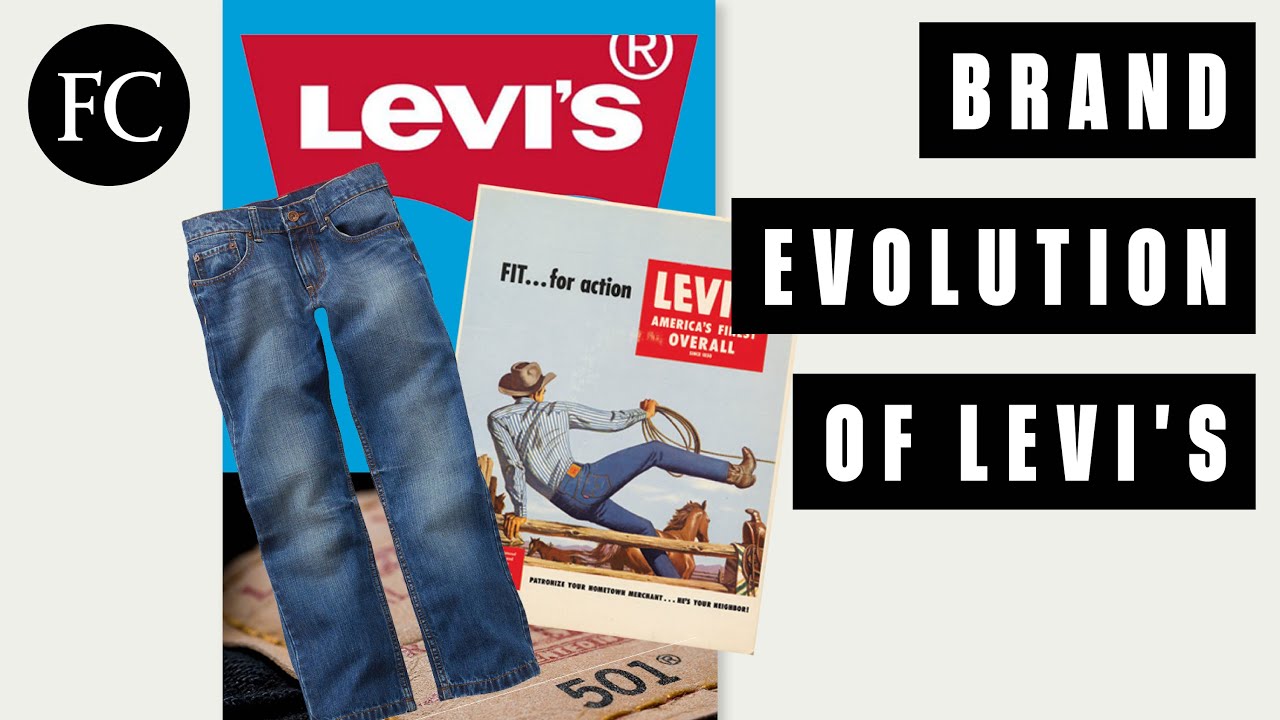 FC
LEVI'S®
BRAND
EVOLUTION
OF LEVI'S
FIT...for action
LEVI
AMERICA'S FINEST
OVERALL
PATRONIZE YOUR HOMETOWN MERCHANT...HE'S YOUR NEIGHBOR!
501®